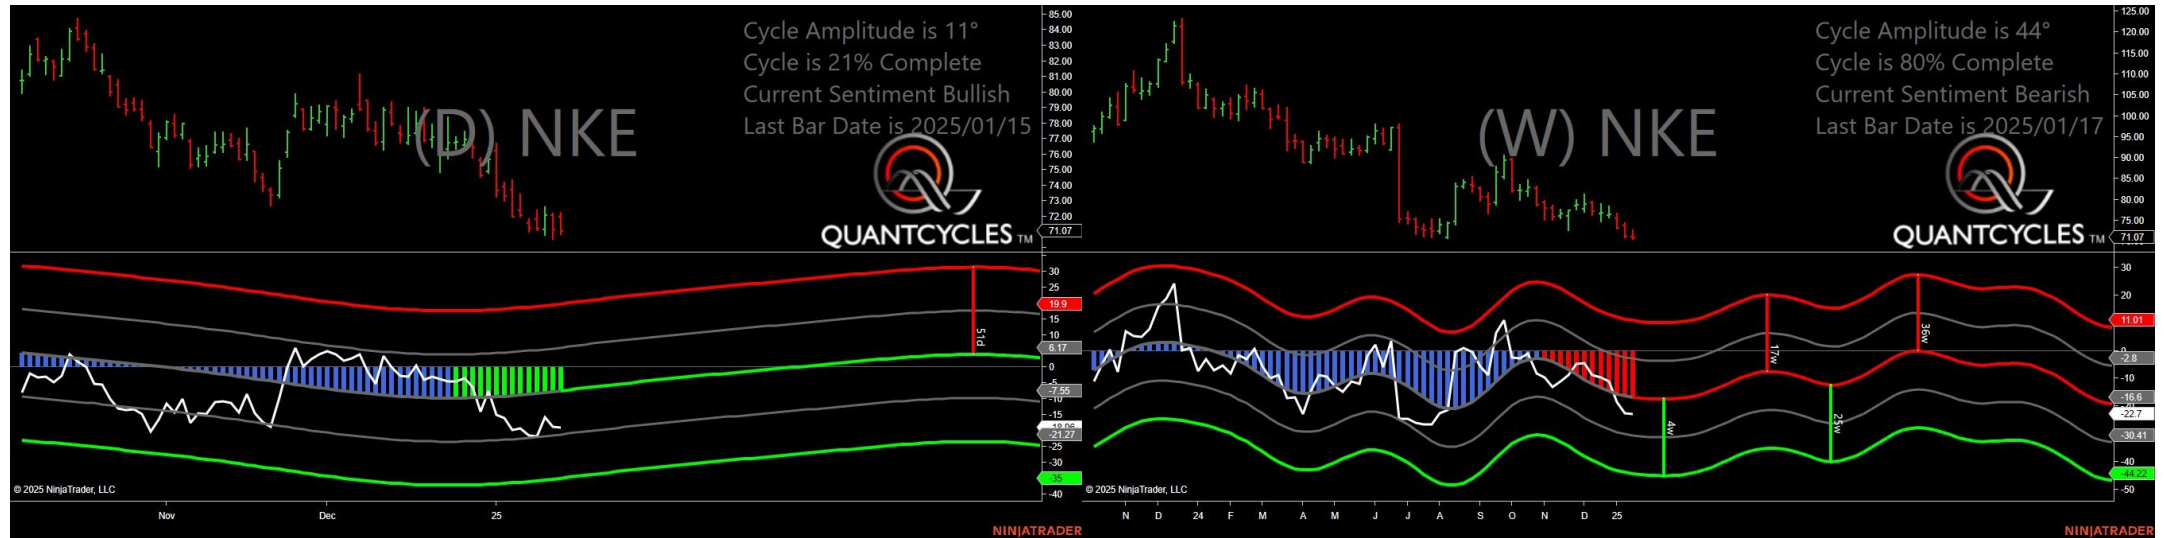 Cycle Amplitude is 11°
Cycle is 21% Complete
Current Sentiment Bullish
Last Bar Date is 2025/01/15
(D) NKE
QUANTCYCLES TM
85.00
84.00
83.00
82.00
81.00
80.00
79.00
78.00
77.00
76.00
75.00
74.00
73.00
72.00
71.07
30
25
19.9
15
10
6.17
0
-5
-7.55
-10
-15
-18.96
-21.27
-25
-30
-35
-40
51d
© 2025 NinjaTrader, LLC
Nov
Dec
25
NINJATRADER
Cycle Amplitude is 44°
Cycle is 80% Complete
Current Sentiment Bearish
Last Bar Date is 2025/01/17
(W) NKE
QUANTCYCLES TM
125.00
120.00
115.00
110.00
105.00
100.00
95.00
90.00
85.00
80.00
75.00
71.07
30
20
11.01
0
-2.8
-10
-16.6
-22.7
-30.41
-40
-44.22
-50
4w
17w
25w
36w
© 2025 NinjaTrader, LLC
N D 24 F M A M J J A S O N D 25
NINJATRADER